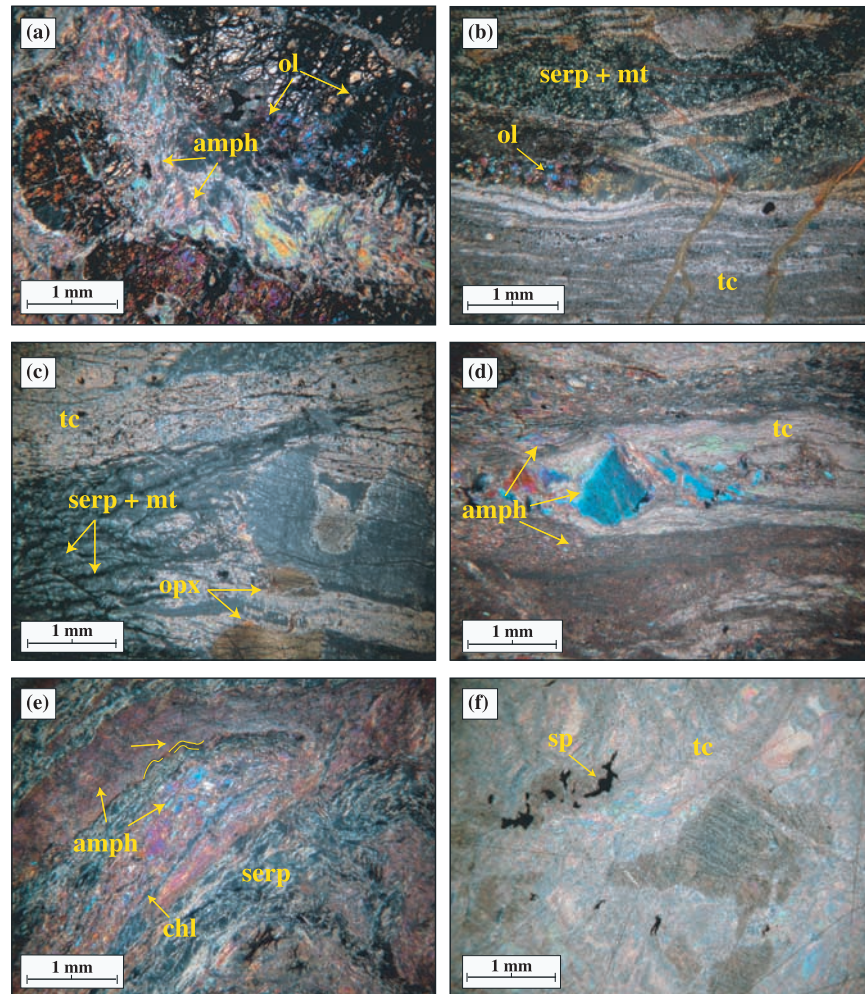 (a)
ol
amph
1 mm
(b)
serp + mt
ol
tc
1 mm
(c)
tc
serp + mt
opx
1 mm
(d)
tc
amph
1 mm
(e)
amph
serp
chl
1 mm
(f)
sp
tc
1 mm